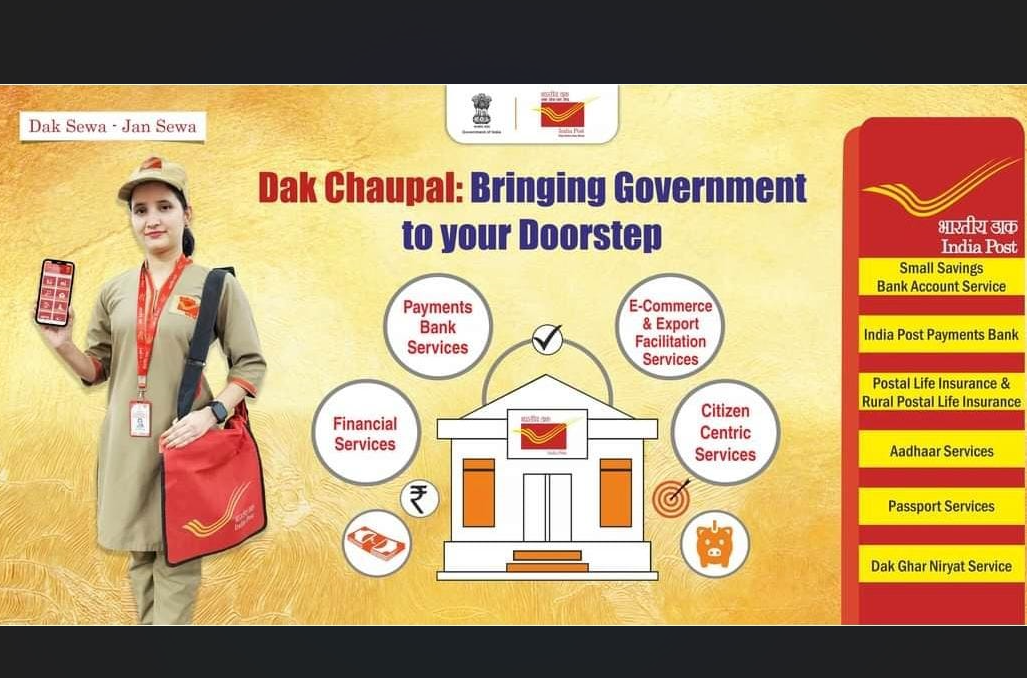 Dak Sewa - Jan Sewa
Government of India
भारतीय डाक
India Post
Dak Chaupal: Bringing Government
to your Doorstep
Payments
Bank
Services
E-Commerce
& Export
Facilitation
Services
Financial
Services
Citizen
Centric
Services
भारतीय डाक
India Post
₹
भारतीय डाक
India Post
भारतीय डाक
India Post
Small Savings
Bank Account Service
India Post Payments Bank
Postal Life Insurance &
Rural Postal Life Insurance
Aadhaar Services
Passport Services
Dak Ghar Niryat Service